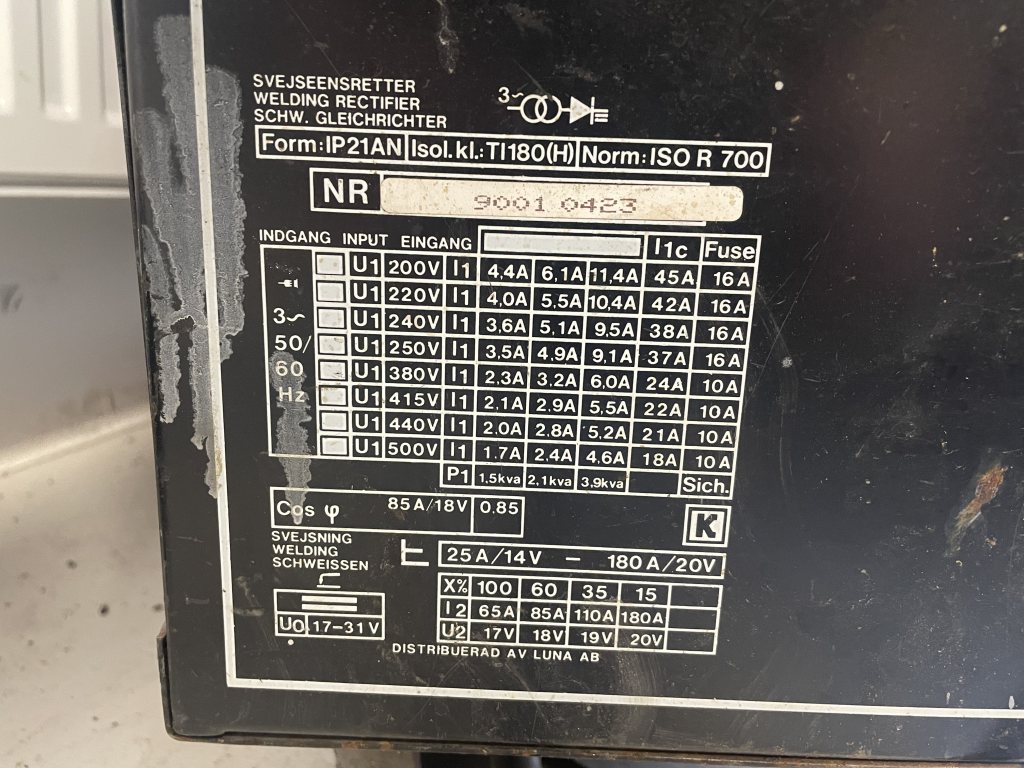 SVEJSEENSRETTER
WELDING RECTIFIER
SCHW. GLEICHRICHTER
3~
Form: IP21AN Isol. kl.: TI180(H) Norm: ISO R 700
NR 9001 0423
INDGANG INPUT EINGANG I1c Fuse
U1 200V I1 4,4A 6,1A 11,4A 45A 16A
U1 220V I1 4,0A 5.5A 10,4A 42A 16A
3~ U1 240V I1 3,6A 5,1A 9,5A 38A 16A
50/ U1 250V I1 3,5A 4,9A 9,1A 37A 16A
60 U1 380V I1 2,3A 3,2A 6,0A 24A 10A
Hz U1 415V I1 2,1A 2.9A 5,5A 22A 10A
U1 440V I1 2.0A 2.8A 5.2A 21A 10A
U1 500V I1 1.7A 2,4A 4,6A 18A 10A
P1 1.5kva 2,1kva 3,9kva Sich.
Cos φ 85A/18V 0.85
K
SVEJSNING
WELDING
SCHWEISSEN
25A/14V – 180A/20V
X% 100 60 35 15
I2 65A 85A 110A 180A
U2 17V 18V 19V 20V
U0 17–31V
DISTRIBUERAD AV LUNA AB